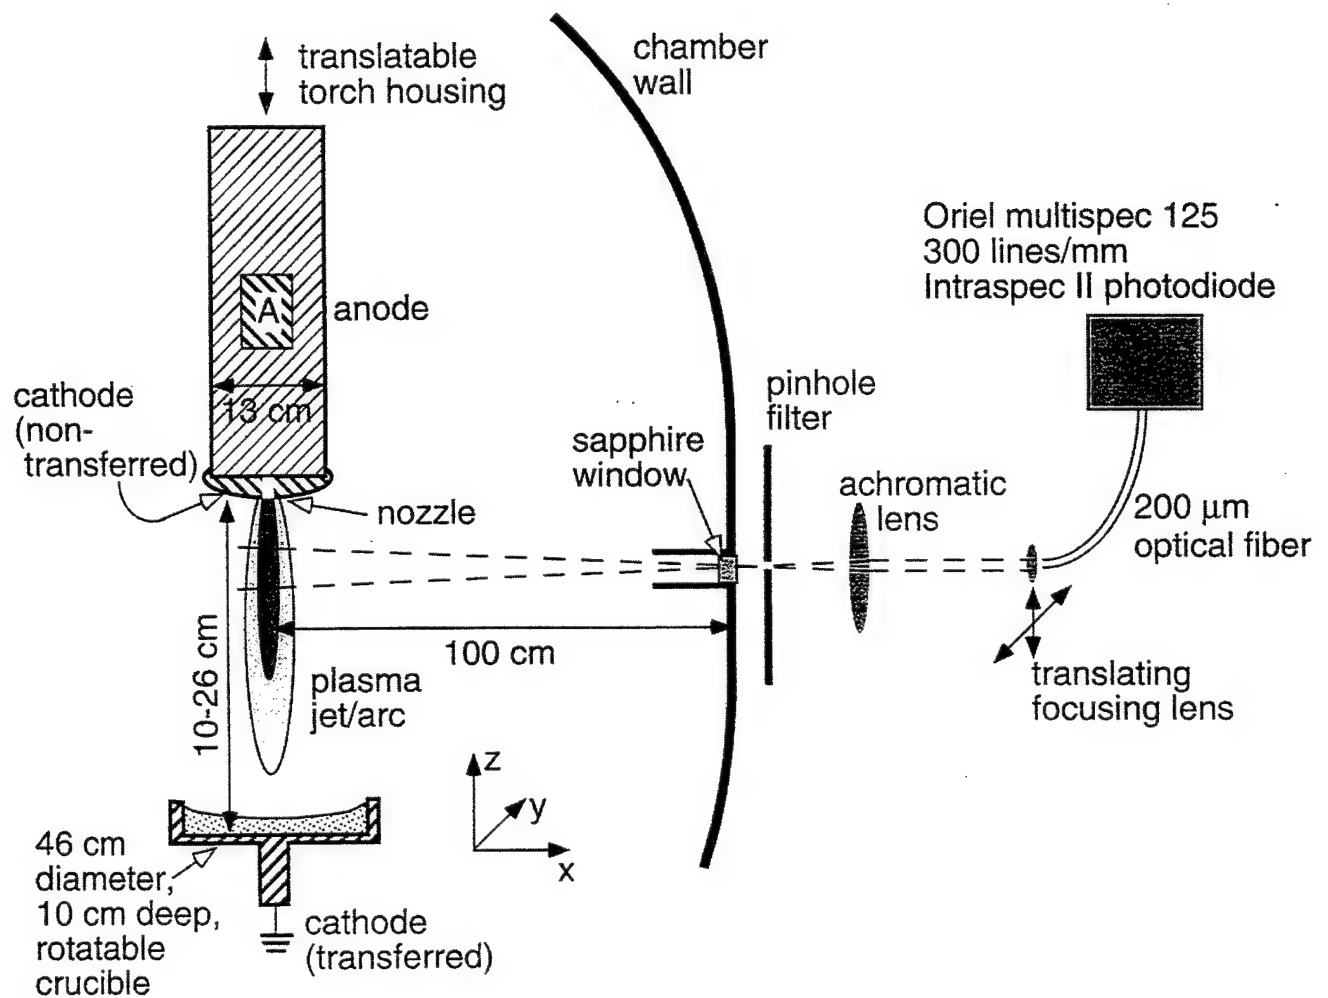 translatable
torch housing
chamber
wall
Oriel multispec 125
300 lines/mm
Intraspec II photodiode
A
anode
cathode
(non-
transferred)
13 cm
pinhole
filter
sapphire
window
achromatic
lens
nozzle
200 μm
optical fiber
100 cm
10-26 cm
plasma
jet/arc
translating
focusing lens
z
y
x
46 cm
diameter,
10 cm deep,
rotatable
crucible
cathode
(transferred)